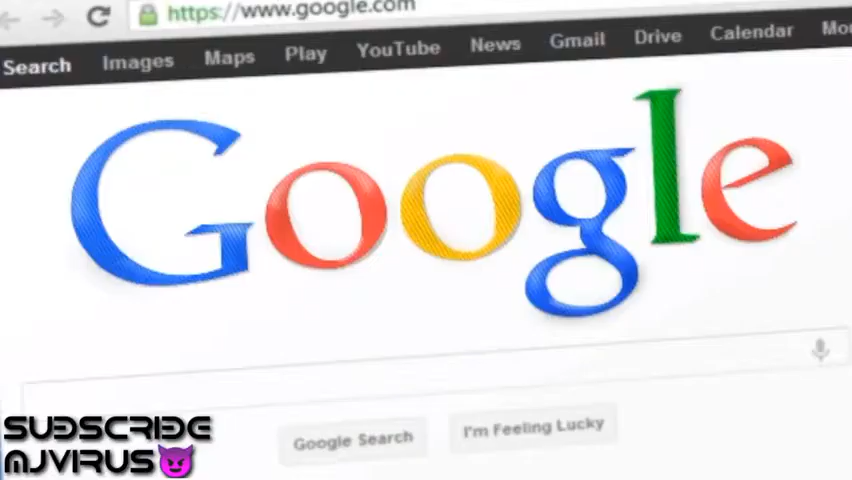 https://www.google.com
Search Images Maps Play YouTube News Gmail Drive Calendar
Google
Google Search I'm Feeling Lucky
SUBSCRIBE
MJVIRUS😈